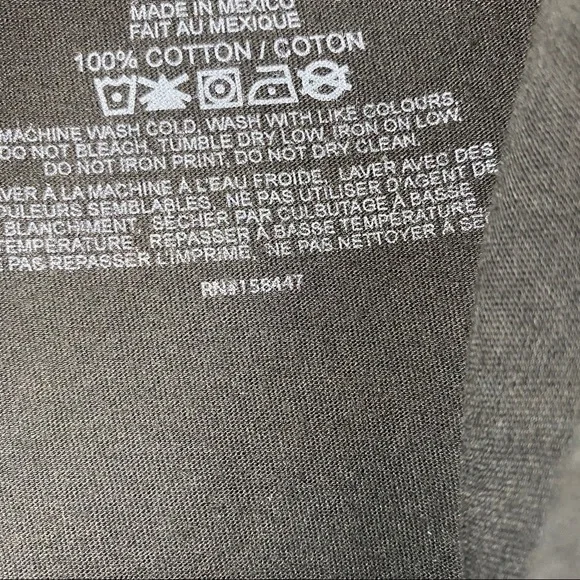 MADE IN MEXICO
FAIT AU MEXIQUE
100% COTTON / COTON
MACHINE WASH COLD, WASH WITH LIKE COLOURS,
DO NOT BLEACH. TUMBLE DRY LOW. IRON ON LOW.
DO NOT IRON PRINT, DO NOT DRY CLEAN.
AVER À LA MACHINE À L'EAU FROIDE. LAVER AVEC DES
OULEURS SEMBLABLES. NE PAS UTILISER D'AGENT DE
BLANCHIMENT. SÉCHER PAR CULBUTAGE À BASSE
TEMPÉRATURE. REPASSER À BASSE TEMPÉRATURE.
E PAS REPASSER L'IMPRIMÉ. NE PAS NETTOYER À SEC
RN#158447